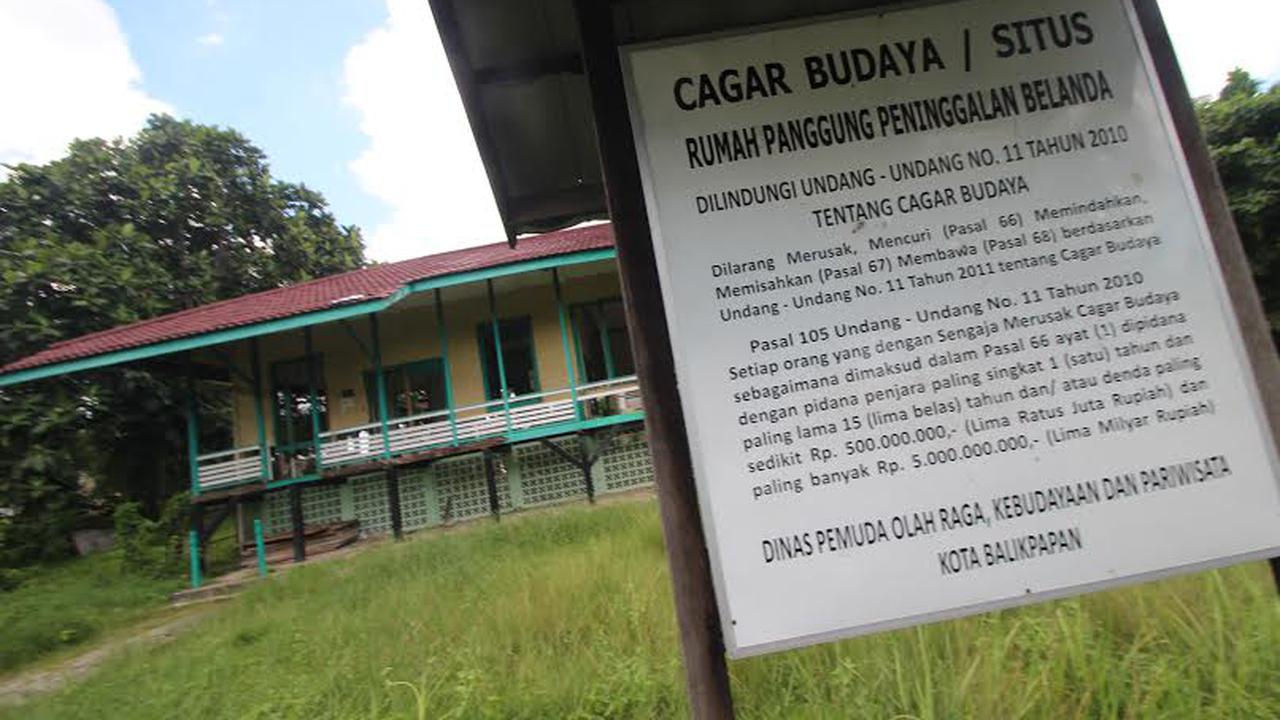 CAGAR BUDAYA / SITUS
RUMAH PANGGUNG PENINGGALAN BELANDA
DILINDUNGI UNDANG - UNDANG NO. 11 TAHUN 2010
TENTANG CAGAR BUDAYA
Dilarang Merusak, Mencuri (Pasal 66) Memindahkan,
Memisahkan (Pasal 67) Membawa (Pasal 68) berdasarkan
Undang - Undang No. 11 Tahun 2011 tentang Cagar Budaya
Pasal 105 Undang - Undang No. 11 Tahun 2010
Setiap orang yang dengan Sengaja Merusak Cagar Budaya
sebagaimana dimaksud dalam Pasal 66 ayat (1) dipidana
dengan pidana penjara paling singkat 1 (satu) tahun dan
paling lama 15 (lima belas) tahun dan/ atau denda paling
sedikit Rp. 500.000.000,- (Lima Ratus Juta Rupiah) dan
paling banyak Rp. 5.000.000.000,- (Lima Milyar Rupiah)
DINAS PEMUDA OLAH RAGA, KEBUDAYAAN DAN PARIWISATA
KOTA BALIKPAPAN